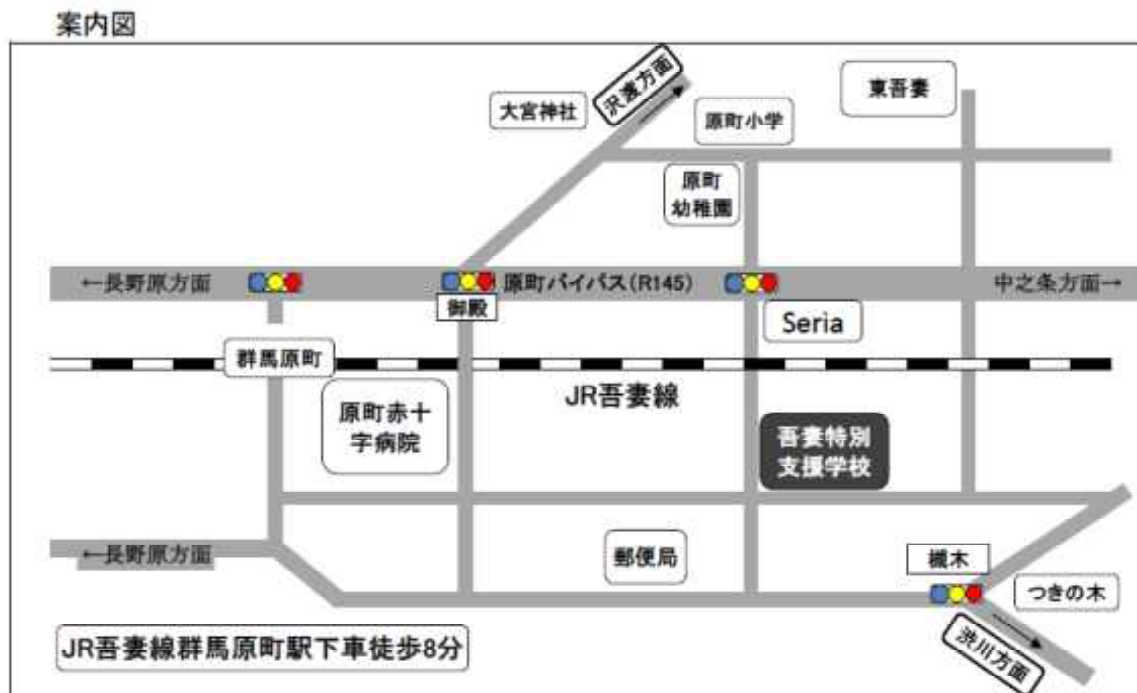 案内図
沢渡方面
東吾妻
大宮神社
原町小学
原町
幼稚園
←長野原方面
原町バイパス(R145)
中之条方面→
御殿
Seria
群馬原町
JR吾妻線
原町赤十
字病院
吾妻特別
支援学校
←長野原方面
郵便局
槻木
つきの木
渋川方面
JR吾妻線群馬原町駅下車徒歩8分